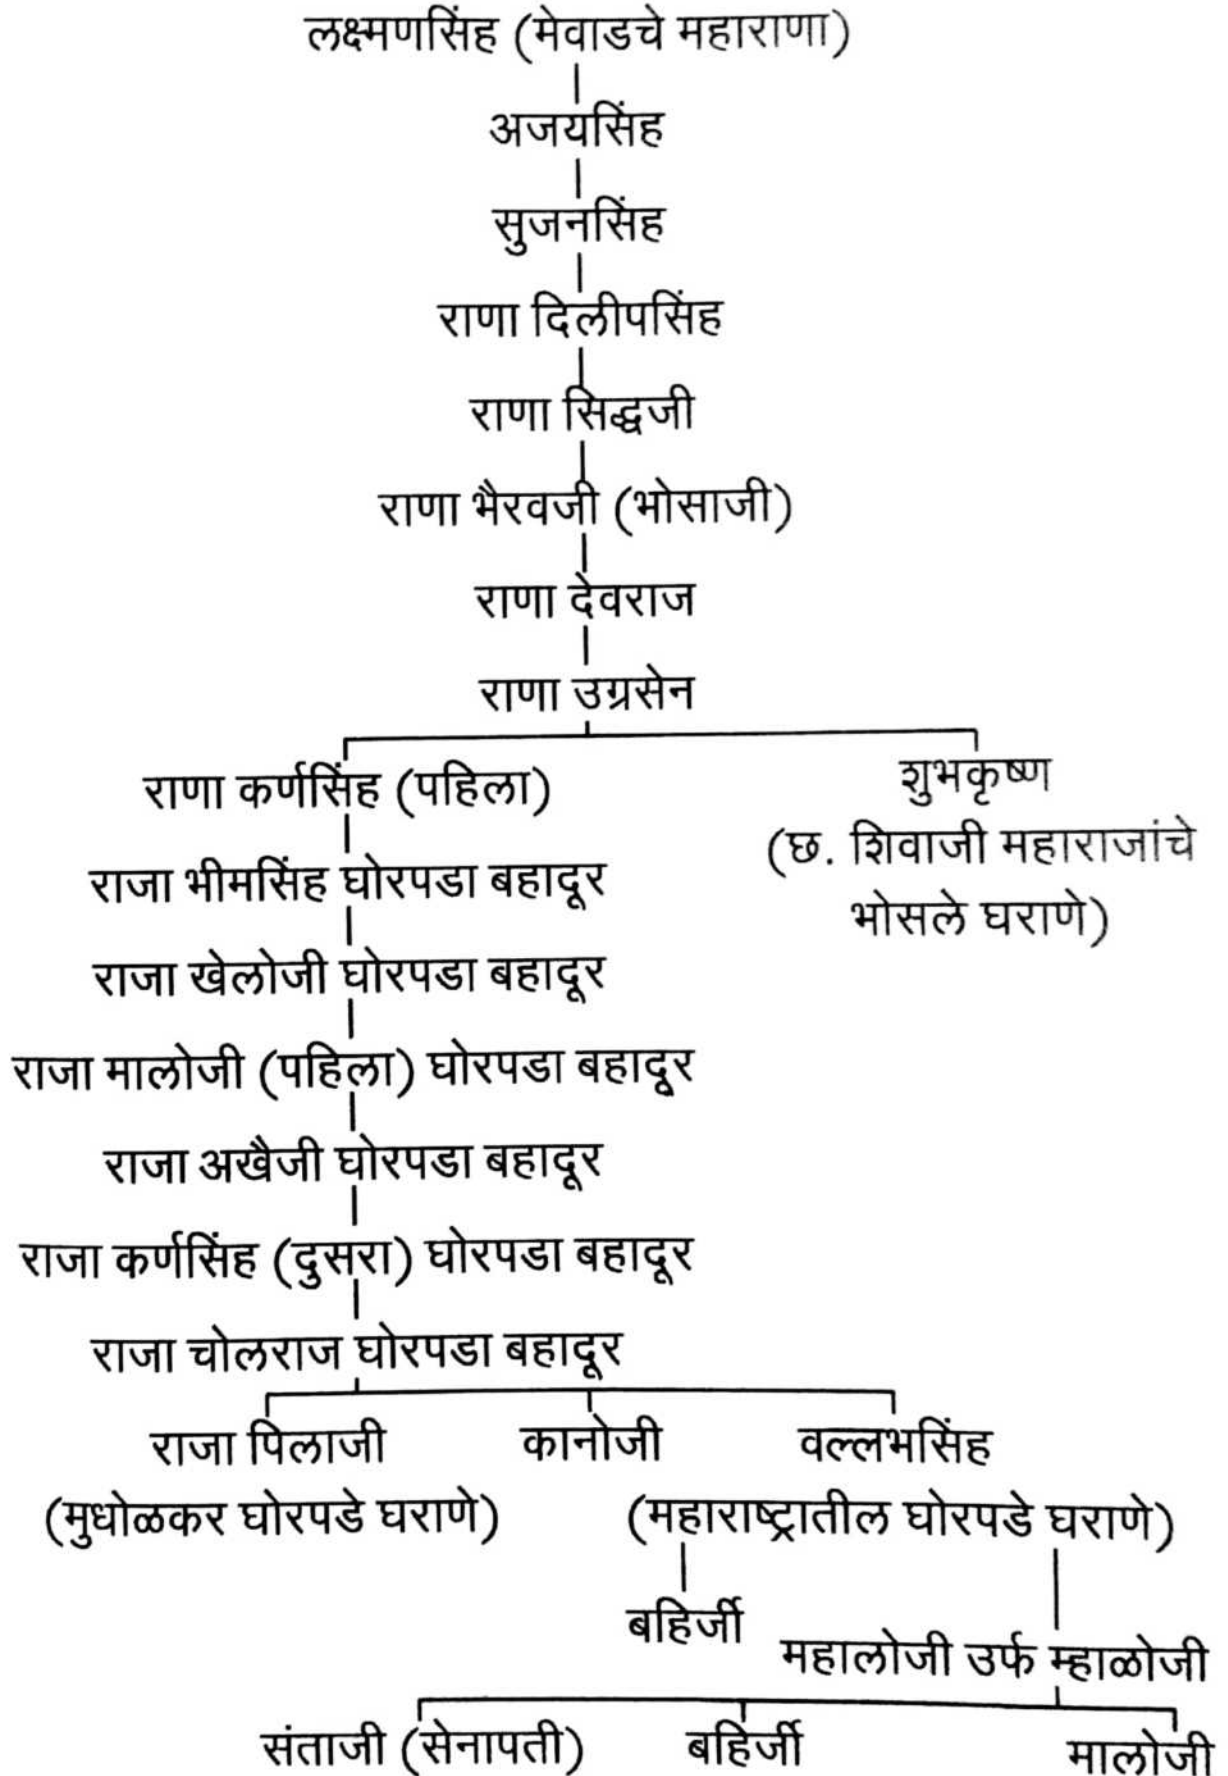 लक्ष्मणसिंह (मेवाडचे महाराणा)
अजयसिंह
सुजनसिंह
राणा दिलीपसिंह
राणा सिद्धजी
राणा भैरवजी (भोसाजी)
राणा देवराज
राणा उग्रसेन
राणा कर्णसिंह (पहिला)
शुभकृष्ण
(छ. शिवाजी महाराजांचे
भोसले घराणे)
राजा भीमसिंह घोरपडा बहादूर
राजा खेलोजी घोरपडा बहादूर
राजा मालोजी (पहिला) घोरपडा बहादूर
राजा अखैजी घोरपडा बहादूर
राजा कर्णसिंह (दुसरा) घोरपडा बहादूर
राजा चोलराज घोरपडा बहादूर
राजा पिलाजी कानोजी वल्लभसिंह
(मुधोळकर घोरपडे घराणे) (महाराष्ट्रातील घोरपडे घराणे)
बहिर्जी
महालोजी उर्फ म्हाळोजी
संताजी (सेनापती) बहिर्जी मालोजी